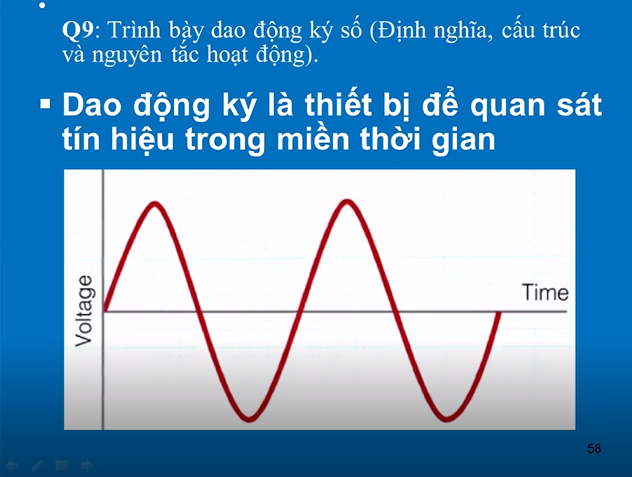 Q9: Trình bày dao động ký số (Định nghĩa, cấu trúc
và nguyên tắc hoạt động).
Dao động ký là thiết bị để quan sát
tín hiệu trong miền thời gian
Voltage
Time
58